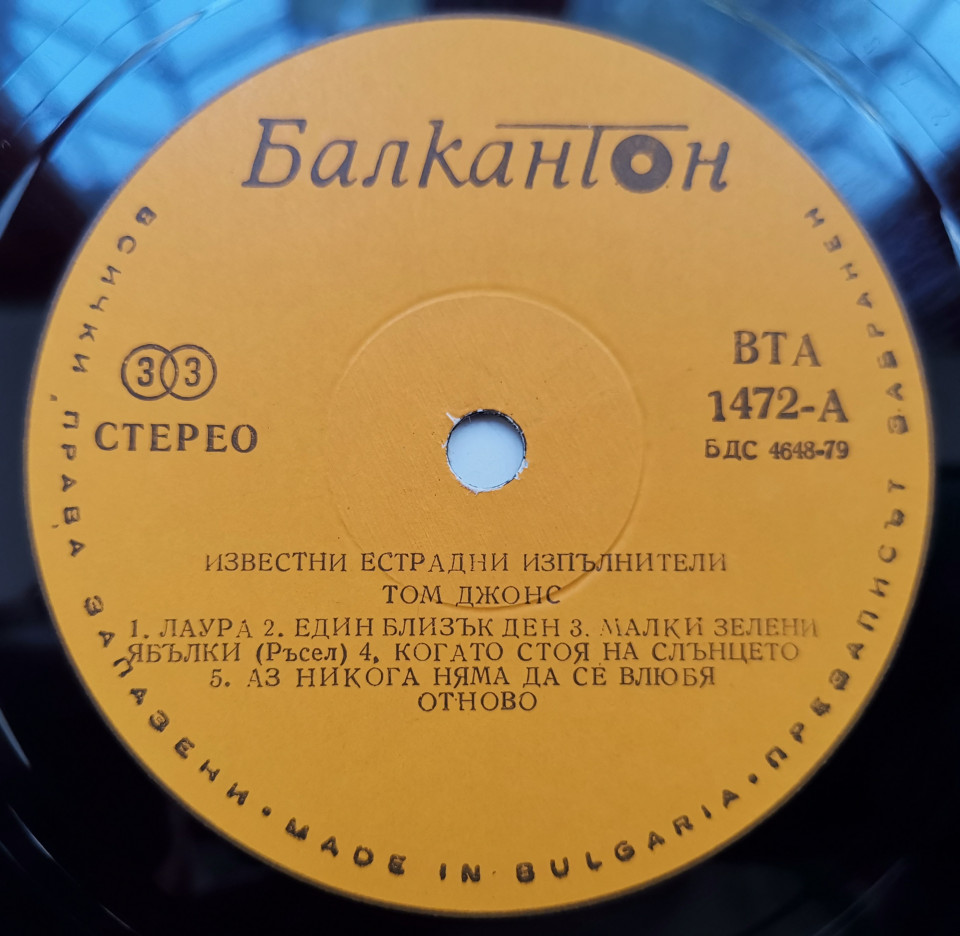 Балкантон
33
СТЕРЕО
ВТА
1472-А
БДС 4648-79
ИЗВЕСТНИ ЕСТРАДНИ ИЗПЪЛНИТЕЛИ
ТОМ ДЖОНС
1. ЛАУРА 2. ЕДИН БЛИЗЪК ДЕН 3. МАЛКИ ЗЕЛЕНИ
ЯБЪЛКИ (Ръсел) 4. КОГАТО СТОЯ НА СЛЪНЦЕТО
5. АЗ НИКОГА НЯМА ДА СЕ ВЛЮБЯ
ОТНОВО
ВСИЧКИ ПРАВА ЗАПАЗЕНИ • MADE IN BULGARIA • ПРЕЗАПИСЪТ ЗАБРАНЕН